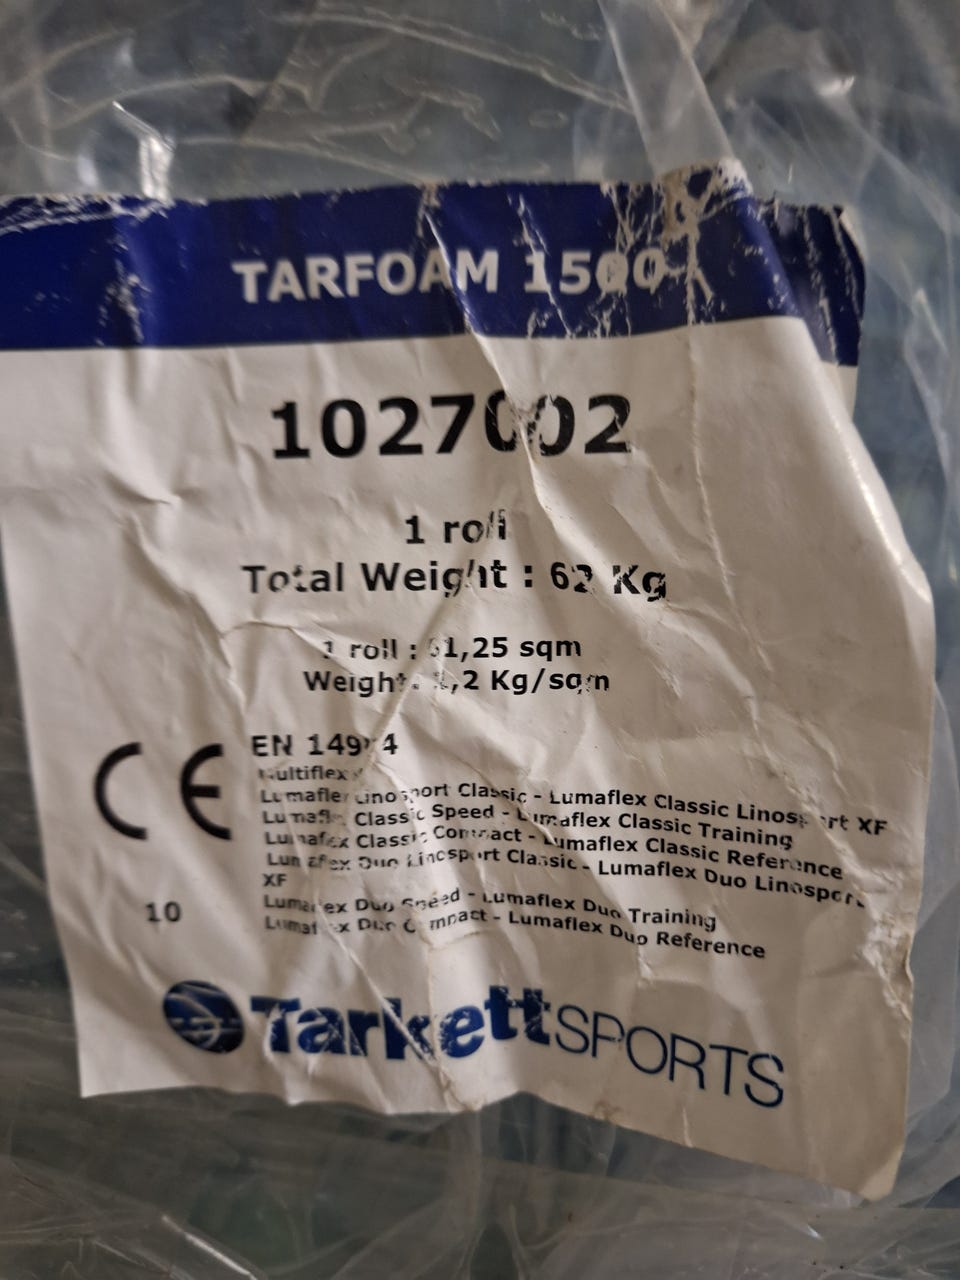 TARFOAM 1500
1027002
1 roll
Total Weight : 62 Kg
1 roll : 51,25 sqm
Weight : 1,2 Kg/sqm
EN 14904
Multiflex
Lumaflex Linosport Classic - Lumaflex Classic Linosport XF
Lumaflex Classic Speed - Lumaflex Classic Training
Lumaflex Classic Compact - Lumaflex Classic Reference
Lumaflex Duo Linosport Classic - Lumaflex Duo Linosport
XF
Lumaflex Duo Speed - Lumaflex Duo Training
Lumaflex Duo Compact - Lumaflex Duo Reference
CE
10
TarkettSPORTS